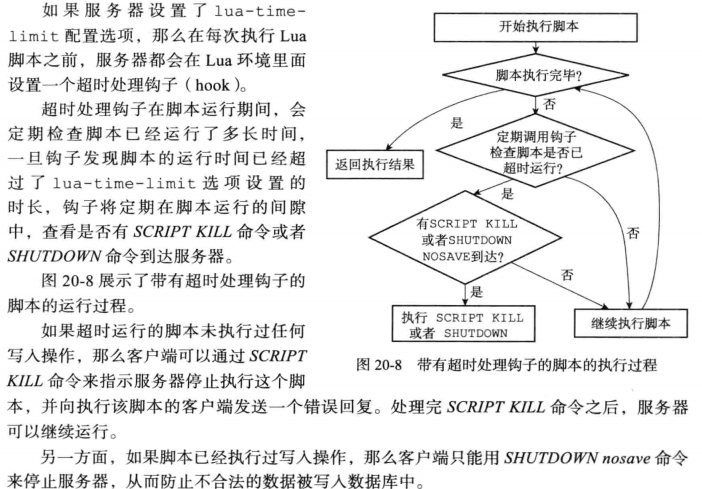 如果服务器设置了 lua-time-
limit 配置选项，那么在每次执行 Lua
脚本之前，服务器都会在 Lua 环境里面
设置一个超时处理钩子（hook）。
超时处理钩子在脚本运行期间，会
定期检查脚本已经运行了多长时间，
一旦钩子发现脚本的运行时间已经超
过了 lua-time-limit 选项设置的
时长，钩子将定期在脚本运行的间隙
中，查看是否有 SCRIPT KILL 命令或者
SHUTDOWN 命令到达服务器。
图 20-8 展示了带有超时处理钩子的
脚本的运行过程。
如果超时运行的脚本未执行过任何
写入操作，那么客户端可以通过 SCRIPT
KILL 命令来指示服务器停止执行这个脚
开始执行脚本
脚本执行完毕？
是
否
返回执行结果
定期调用钩子
检查脚本是否已
超时运行？
是
否
有SCRIPT KILL
或者SHUTDOWN
NOSAVE到达？
否
是
执行 SCRIPT KILL
或者 SHUTDOWN
继续执行脚本
图 20-8 带有超时处理钩子的脚本的执行过程
本，并向执行该脚本的客户端发送一个错误回复。处理完 SCRIPT KILL 命令之后，服务器
可以继续运行。
另一方面，如果脚本已经执行过写入操作，那么客户端只能用 SHUTDOWN nosave 命令
来停止服务器，从而防止不合法的数据被写入数据库中。